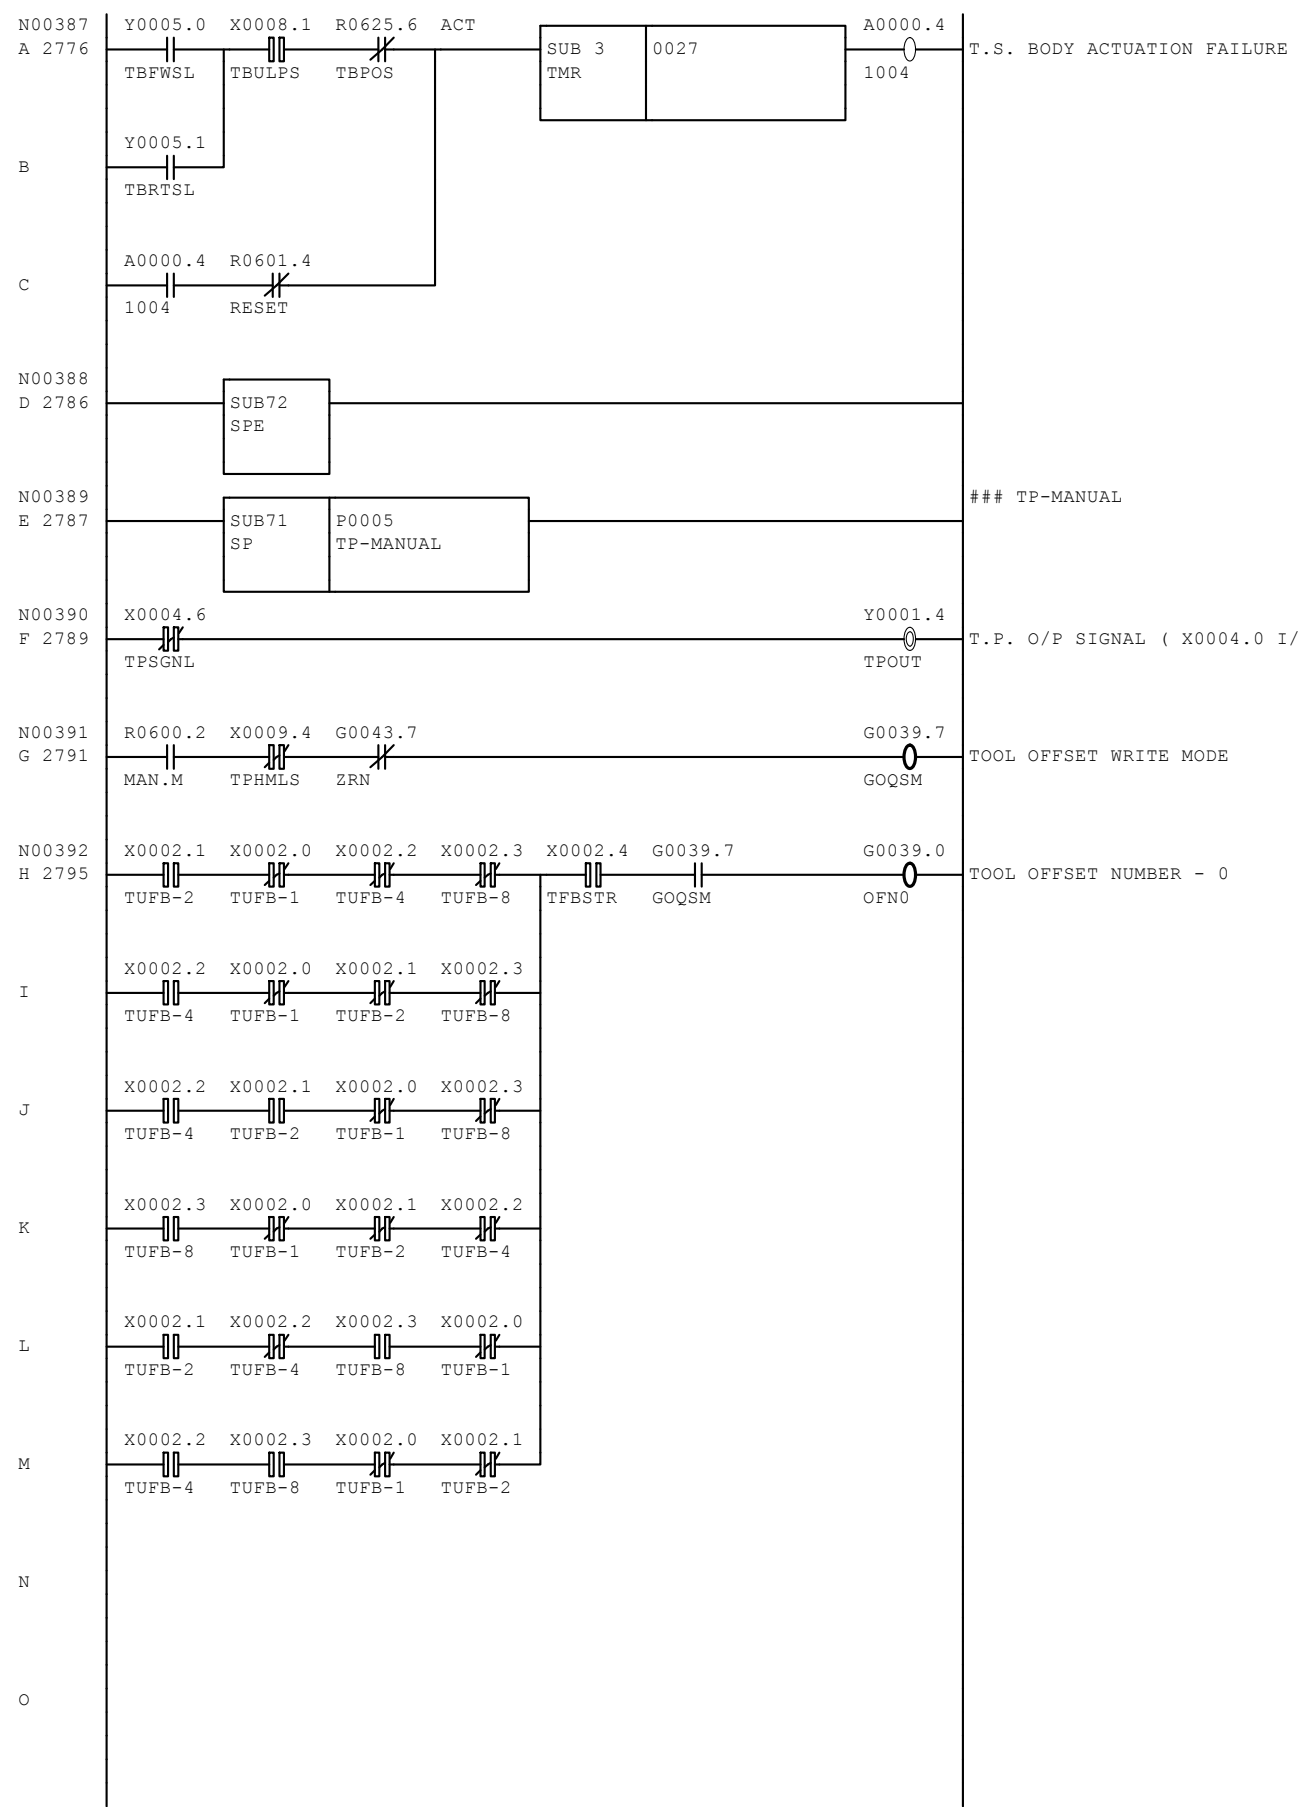 N00387 Y0005.0 X0008.1 R0625.6 ACT A0000.4
A 2776 SUB 3 0027 T.S. BODY ACTUATION FAILURE
TBFWSL TBULPS TBPOS TMR 1004
Y0005.1
B
TBRTSL
A0000.4 R0601.4
C
1004 RESET
N00388
D 2786 SUB72
SPE
N00389 ### TP-MANUAL
E 2787 SUB71 P0005
SP TP-MANUAL
N00390 X0004.6 Y0001.4
F 2789 T.P. O/P SIGNAL ( X0004.0 I/
TPSGNL TPOUT
N00391 R0600.2 X0009.4 G0043.7 G0039.7
G 2791 TOOL OFFSET WRITE MODE
MAN.M TPHMLS ZRN GOQSM
N00392 X0002.1 X0002.0 X0002.2 X0002.3 X0002.4 G0039.7 G0039.0
H 2795 TOOL OFFSET NUMBER - 0
TUFB-2 TUFB-1 TUFB-4 TUFB-8 TFBSTR GOQSM OFN0
X0002.2 X0002.0 X0002.1 X0002.3
I
TUFB-4 TUFB-1 TUFB-2 TUFB-8
X0002.2 X0002.1 X0002.0 X0002.3
J
TUFB-4 TUFB-2 TUFB-1 TUFB-8
X0002.3 X0002.0 X0002.1 X0002.2
K
TUFB-8 TUFB-1 TUFB-2 TUFB-4
X0002.1 X0002.2 X0002.3 X0002.0
L
TUFB-2 TUFB-4 TUFB-8 TUFB-1
X0002.2 X0002.3 X0002.0 X0002.1
M
TUFB-4 TUFB-8 TUFB-1 TUFB-2
N
O